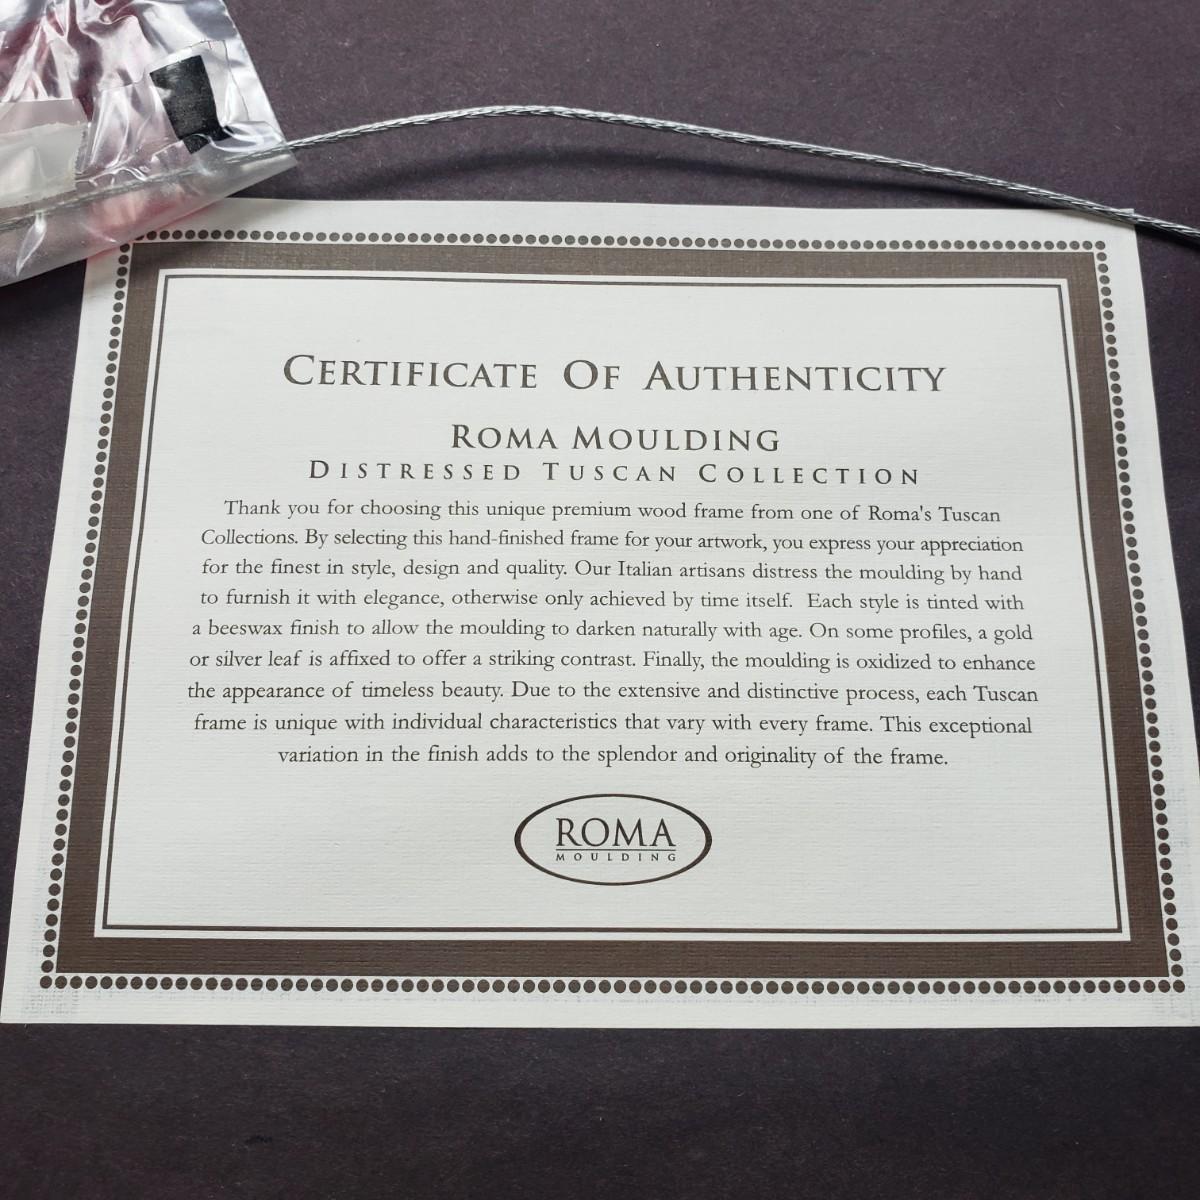 CERTIFICATE OF AUTHENTICITY
ROMA MOULDING
DISTRESSED TUSCAN COLLECTION
Thank you for choosing this unique premium wood frame from one of Roma's Tuscan
Collections. By selecting this hand-finished frame for your artwork, you express your appreciation
for the finest in style, design and quality. Our Italian artisans distress the moulding by hand
to furnish it with elegance, otherwise only achieved by time itself. Each style is tinted with
a beeswax finish to allow the moulding to darken naturally with age. On some profiles, a gold
or silver leaf is affixed to offer a striking contrast. Finally, the moulding is oxidized to enhance
the appearance of timeless beauty. Due to the extensive and distinctive process, each Tuscan
frame is unique with individual characteristics that vary with every frame. This exceptional
variation in the finish adds to the splendor and originality of the frame.
ROMA
MOULDING